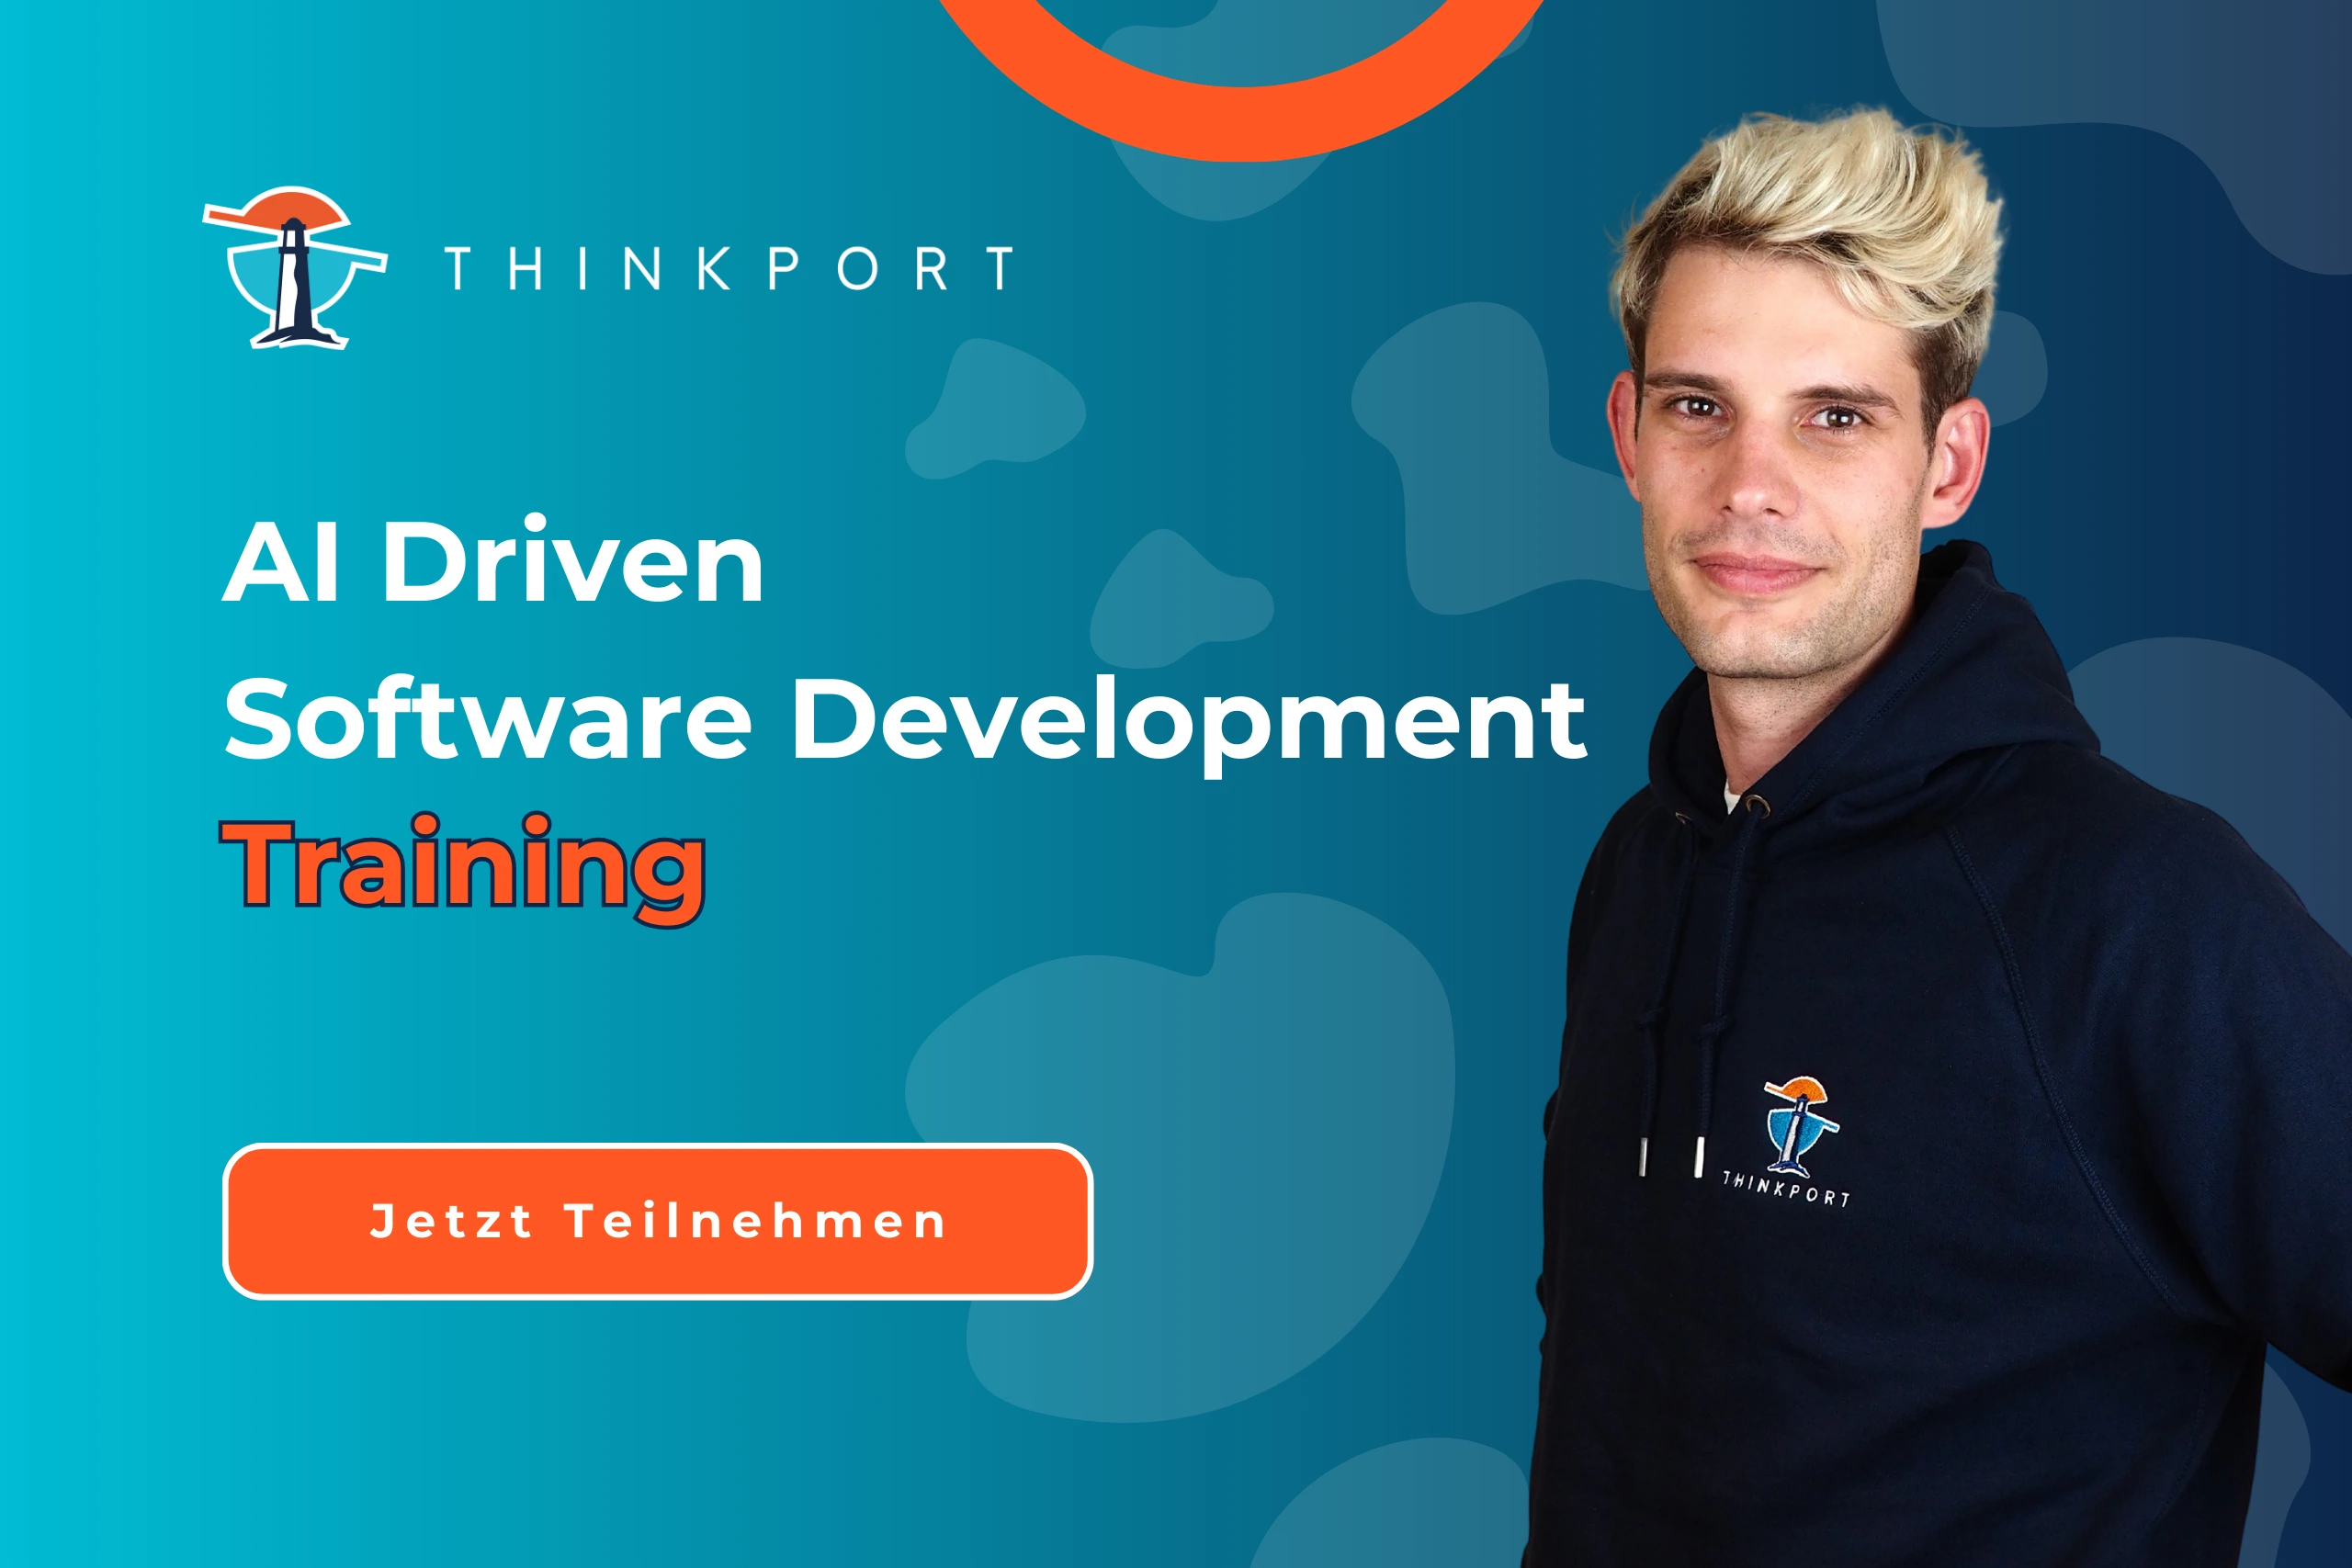 THINKPORT
AI Driven
Software Development
Training
Jetzt Teilnehmen
THINKPORT